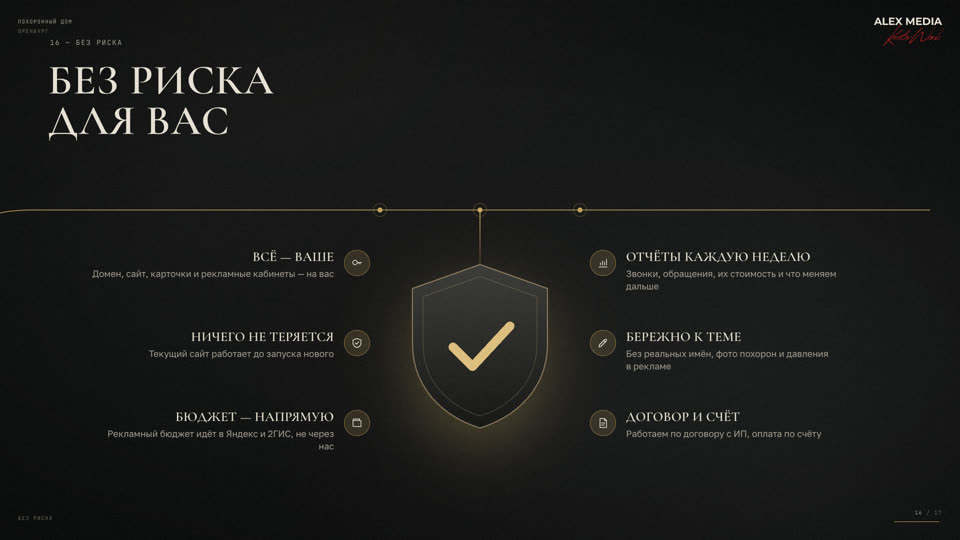 ПОХОРОННЫЙ ДОМ
ОРЕНБУРГ
ALEX MEDIA
16 — БЕЗ РИСКА
БЕЗ РИСКА
ДЛЯ ВАС
ВСЁ — ВАШЕ
Домен, сайт, карточки и рекламные кабинеты — на вас
НИЧЕГО НЕ ТЕРЯЕТСЯ
Текущий сайт работает до запуска нового
БЮДЖЕТ — НАПРЯМУЮ
Рекламный бюджет идёт в Яндекс и 2ГИС, не через
нас
ОТЧЁТЫ КАЖДУЮ НЕДЕЛЮ
Звонки, обращения, их стоимость и что меняем
дальше
БЕРЕЖНО К ТЕМЕ
Без реальных имён, фото похорон и давления
в рекламе
ДОГОВОР И СЧЁТ
Работаем по договору с ИП, оплата по счёту
БЕЗ РИСКА
16 / 17